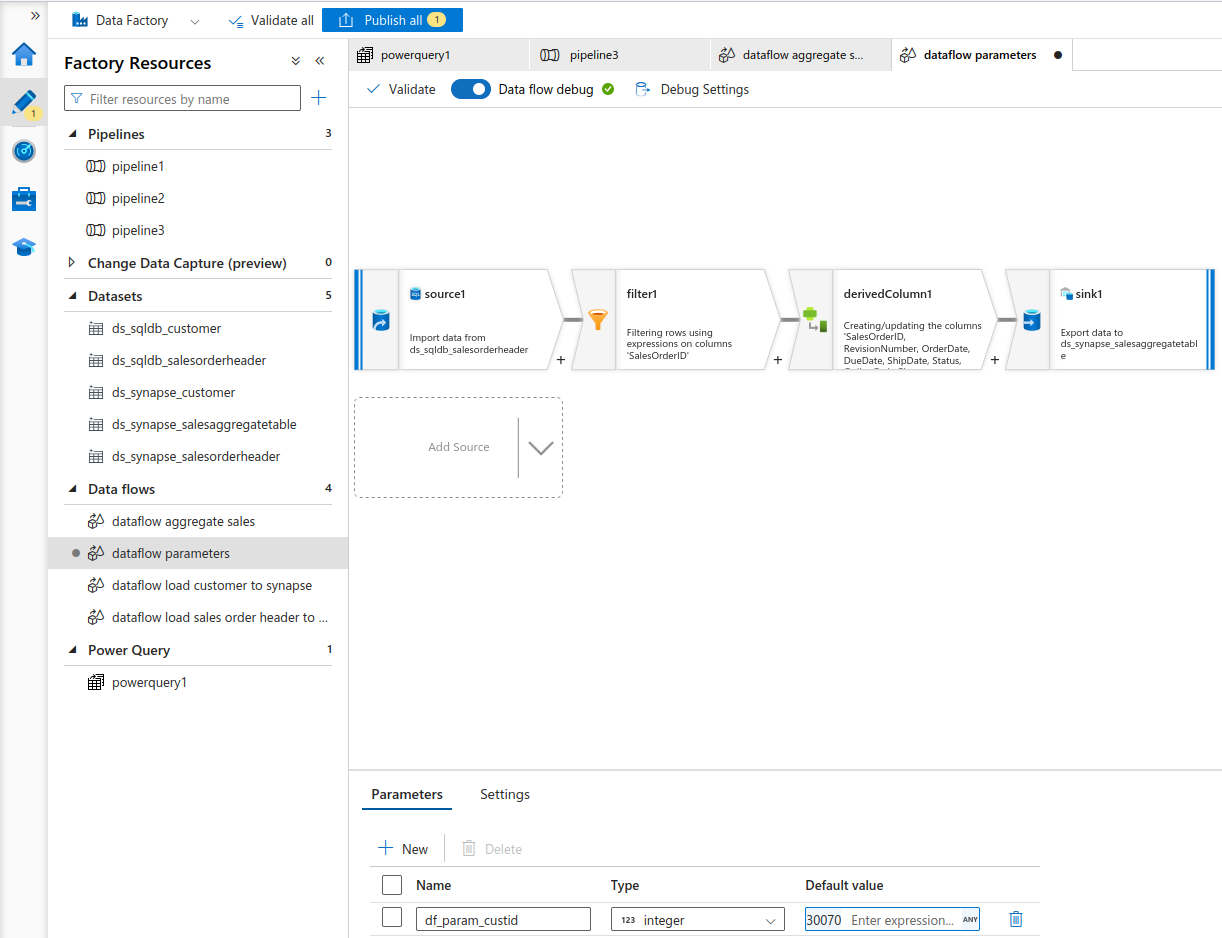 Data Factory
Validate all
Publish all 1
Factory Resources
Filter resources by name
1
Pipelines 3
pipeline1
pipeline2
pipeline3
Change Data Capture (preview) 0
Datasets 5
ds_sqldb_customer
ds_sqldb_salesorderheader
ds_synapse_customer
ds_synapse_salesaggregatetable
ds_synapse_salesorderheader
Data flows 4
dataflow aggregate sales
dataflow parameters
dataflow load customer to synapse
dataflow load sales order header to ...
Power Query 1
powerquery1
powerquery1
pipeline3
dataflow aggregate s...
dataflow parameters
Validate
Data flow debug
Debug Settings
SQL
source1
Import data from
ds_sqldb_salesorderheader
+
filter1
Filtering rows using
expressions on columns
'SalesOrderID'
+
derivedColumn1
Creating/updating the columns
'SalesOrderID,
RevisionNumber, OrderDate,
DueDate, ShipDate, Status,
+
sink1
Export data to
ds_synapse_salesaggregatetabl
e
Add Source
Parameters
Settings
New
Delete
Name Type Default value
df_param_custid 123 integer 30070 Enter expression... ANY